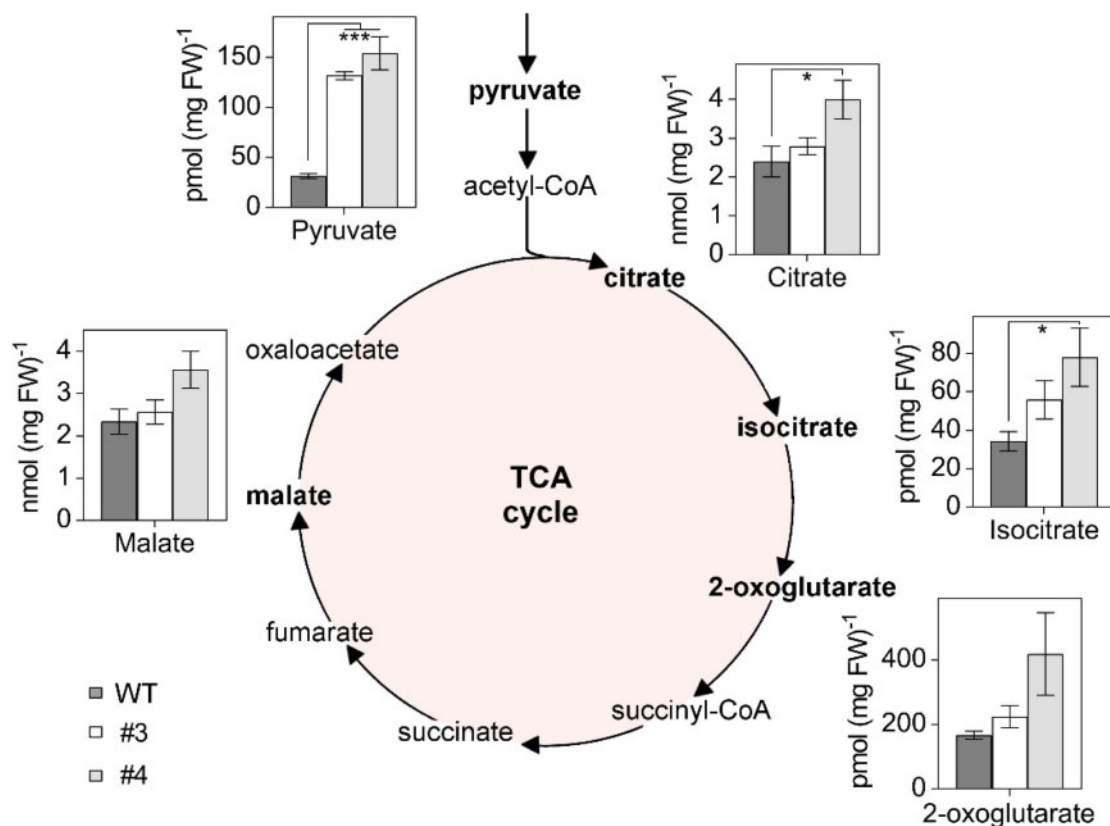 pmol (mg FW)-1
150
100
50
0
***
Pyruvate
pyruvate
acetyl-CoA
nmol (mg FW)-1
4
3
2
1
0
*
Citrate
citrate
oxaloacetate
nmol (mg FW)-1
4
3
2
1
0
Malate
malate
isocitrate
pmol (mg FW)-1
80
60
40
20
0
*
Isocitrate
TCA
cycle
2-oxoglutarate
pmol (mg FW)-1
400
200
0
2-oxoglutarate
fumarate
succinate
succinyl-CoA
WT
#3
#4